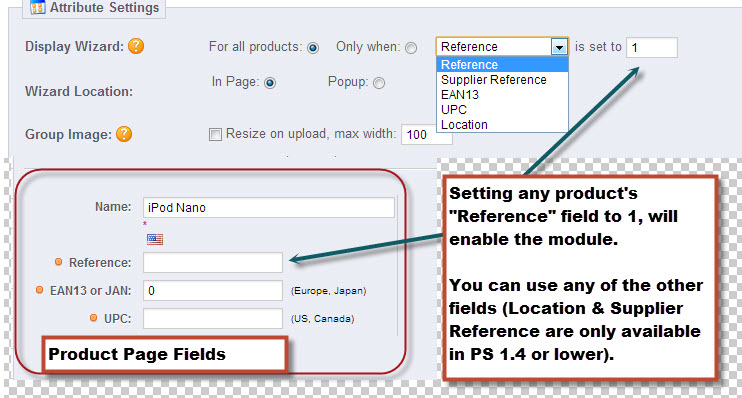 Attribute Settings
Display Wizard: ? For all products: Only when: Reference is set to 1
Reference
Supplier Reference
EAN13
UPC
Location
Wizard Location: In Page: Popup:
Group Image: ? Resize on upload, max width: 100
Name: iPod Nano
*
Reference:
EAN13 or JAN: 0 (Europe, Japan)
UPC: (US, Canada)
Product Page Fields
Setting any product's
"Reference" field to 1, will
enable the module.
You can use any of the other
fields (Location & Supplier
Reference are only available
in PS 1.4 or lower).